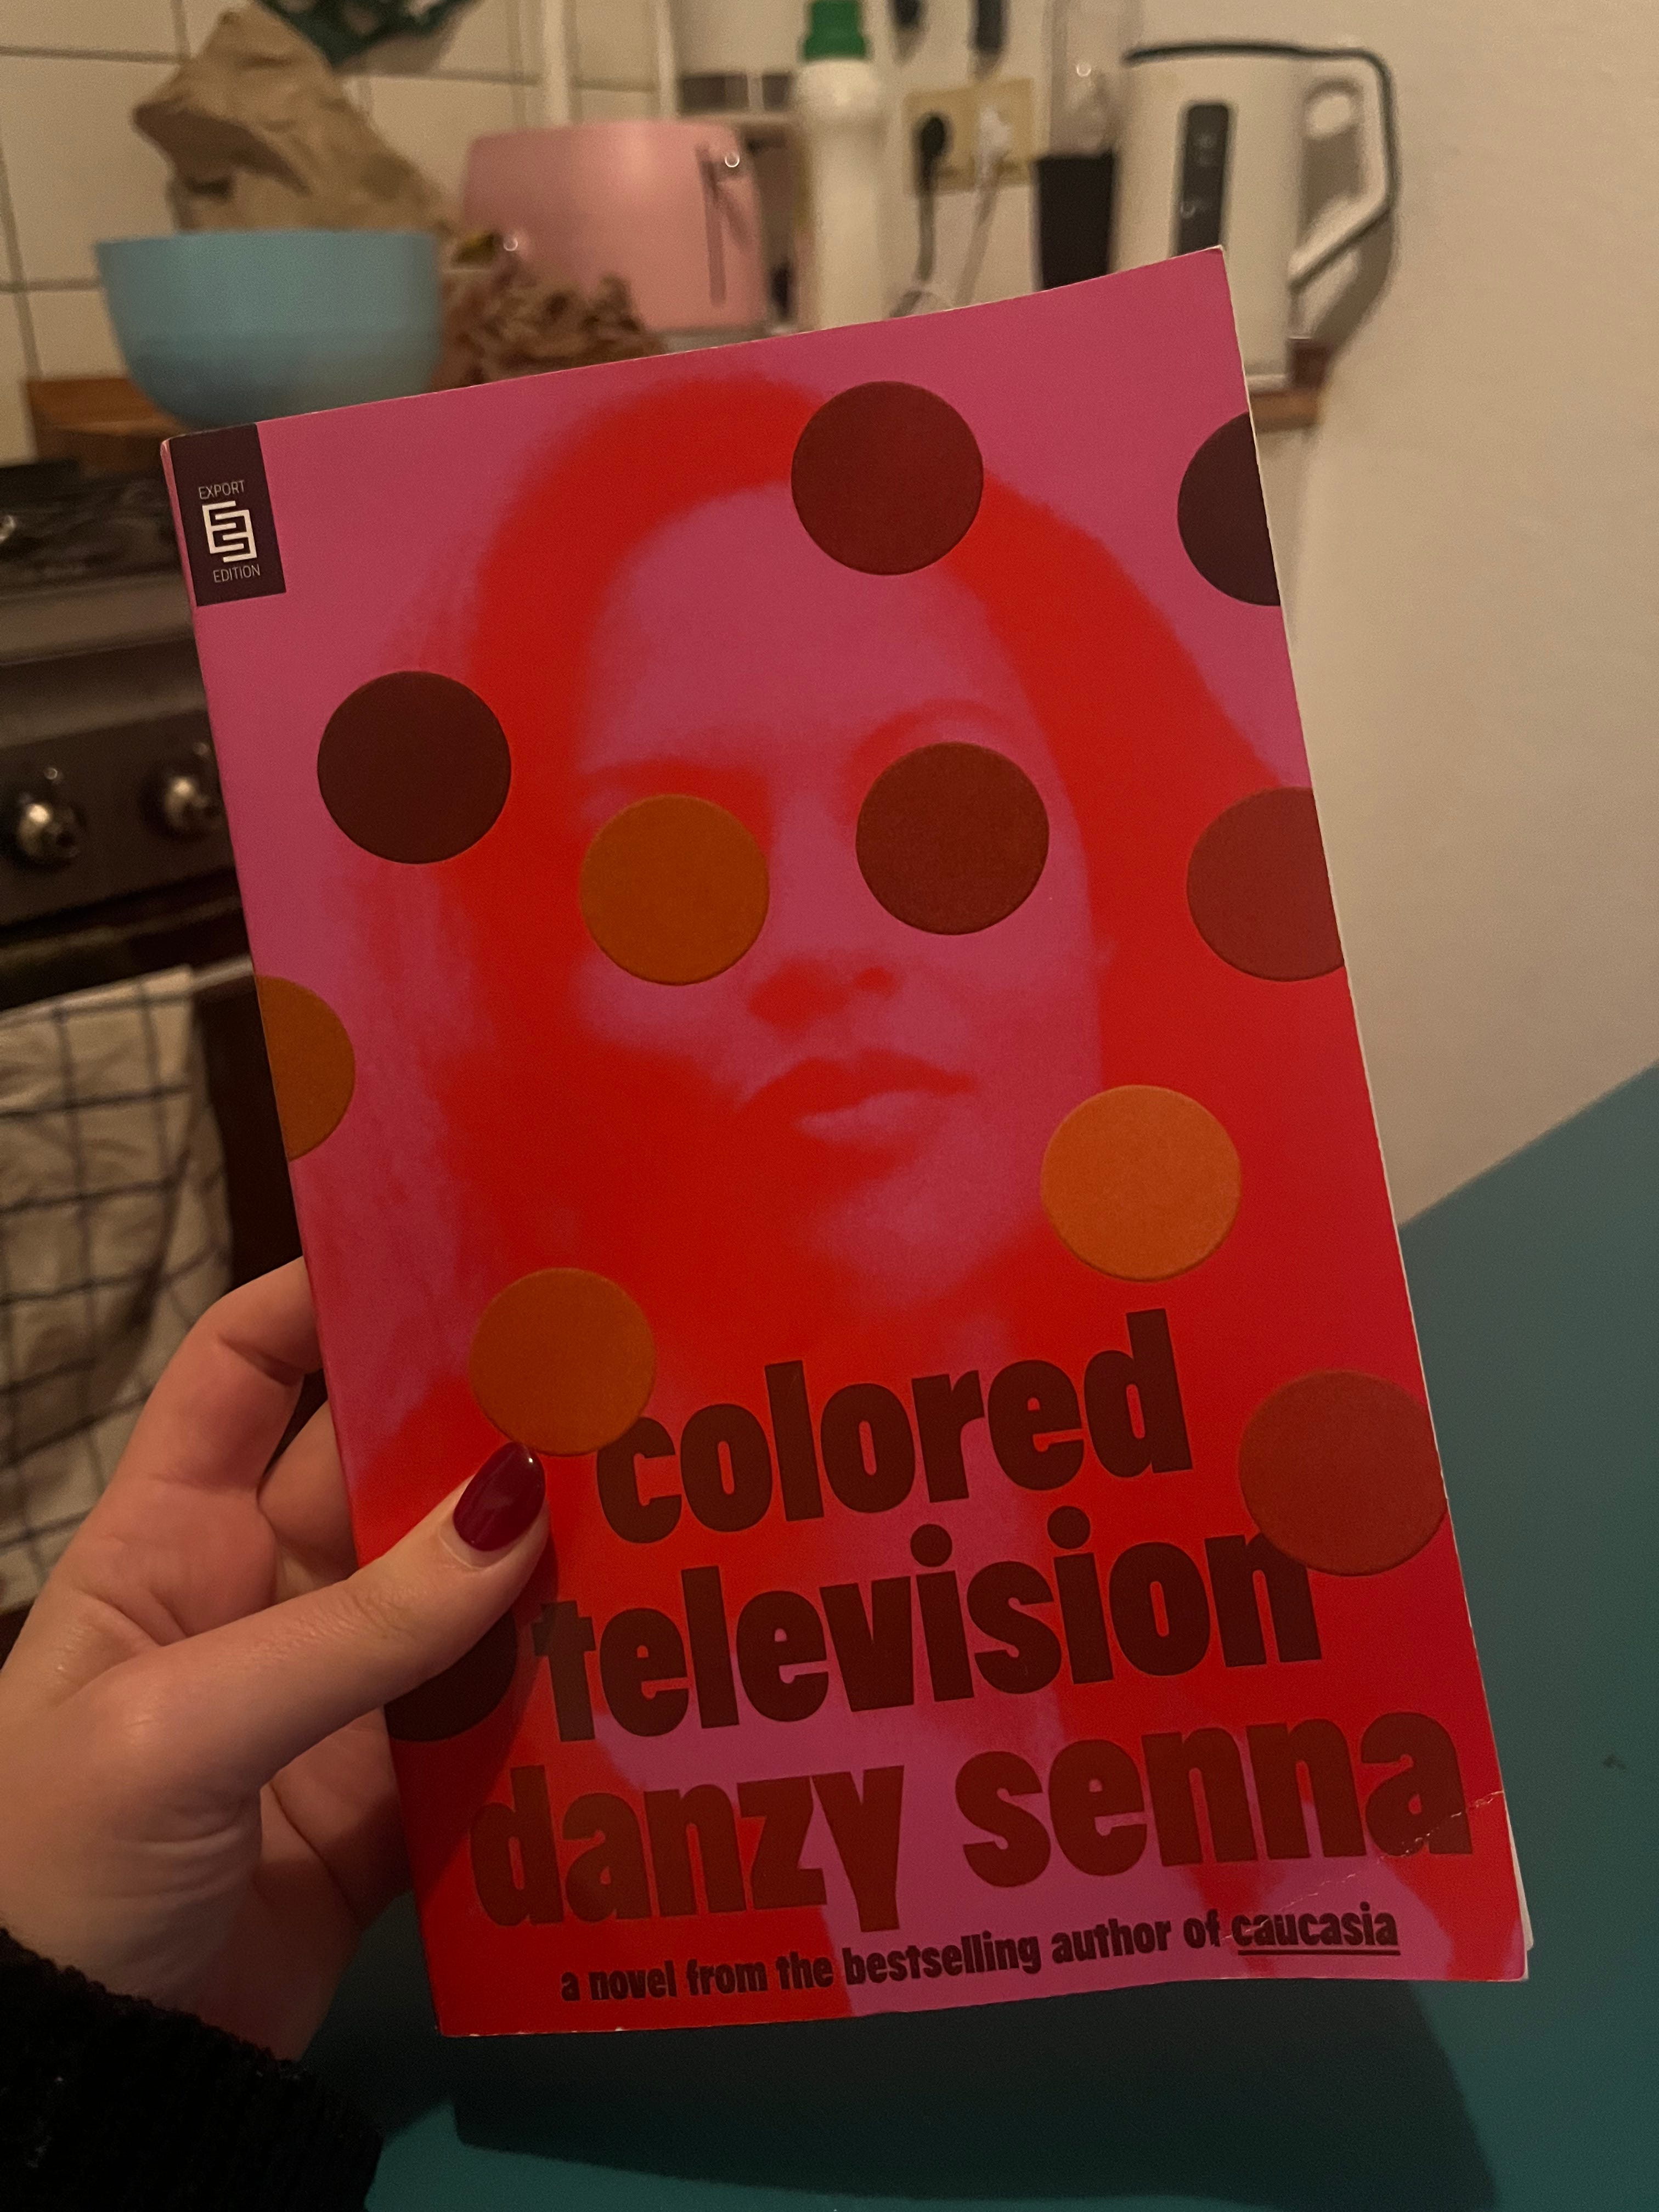 EXPORT
EDITION
colored
television
danzy senna
a novel from the bestselling author of caucasia